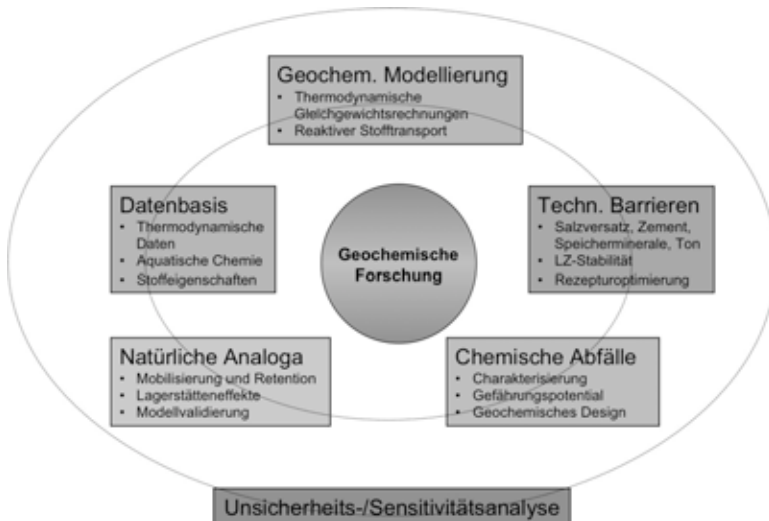 Geochem. Modellierung
• Thermodynamische
Gleichgewichtsrechnungen
• Reaktiver Stofftransport
Datenbasis
• Thermodynamische
Daten
• Aquatische Chemie
• Stoffeigenschaften
Geochemische
Forschung
Techn. Barrieren
• Salzversatz, Zement,
Speicherminerale, Ton
• LZ-Stabilität
• Rezepturoptimierung
Natürliche Analoga
• Mobilisierung und Retention
• Lagerstätteneffekte
• Modellvalidierung
Chemische Abfälle
• Charakterisierung
• Gefährungspotential
• Geochemisches Design
Unsicherheits-/Sensitivitätsanalyse